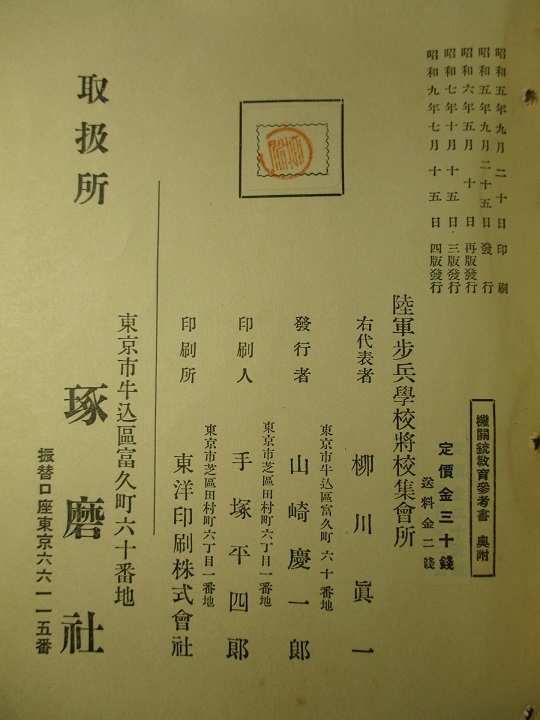 昭和五年九月二十日印刷
昭和五年九月二十五日發行
昭和六年五月十日再版發行
昭和七年十月十五日三版發行
昭和九年七月十五日四版發行
機關銃教育參考書 奧附
定價金三十錢
送料金二錢
陸軍步兵學校將校集會所
右代表者 柳川眞一
東京市牛込區富久町六十番地
發行者 山崎慶一郎
東京市芝區田村町六丁目一番地
印刷人 手塚平四郎
東京市芝區田村町六丁目一番地
印刷所 東洋印刷株式會社
東京市牛込區富久町六十番地
取扱所 琢磨社
振替口座東京六六一一五番